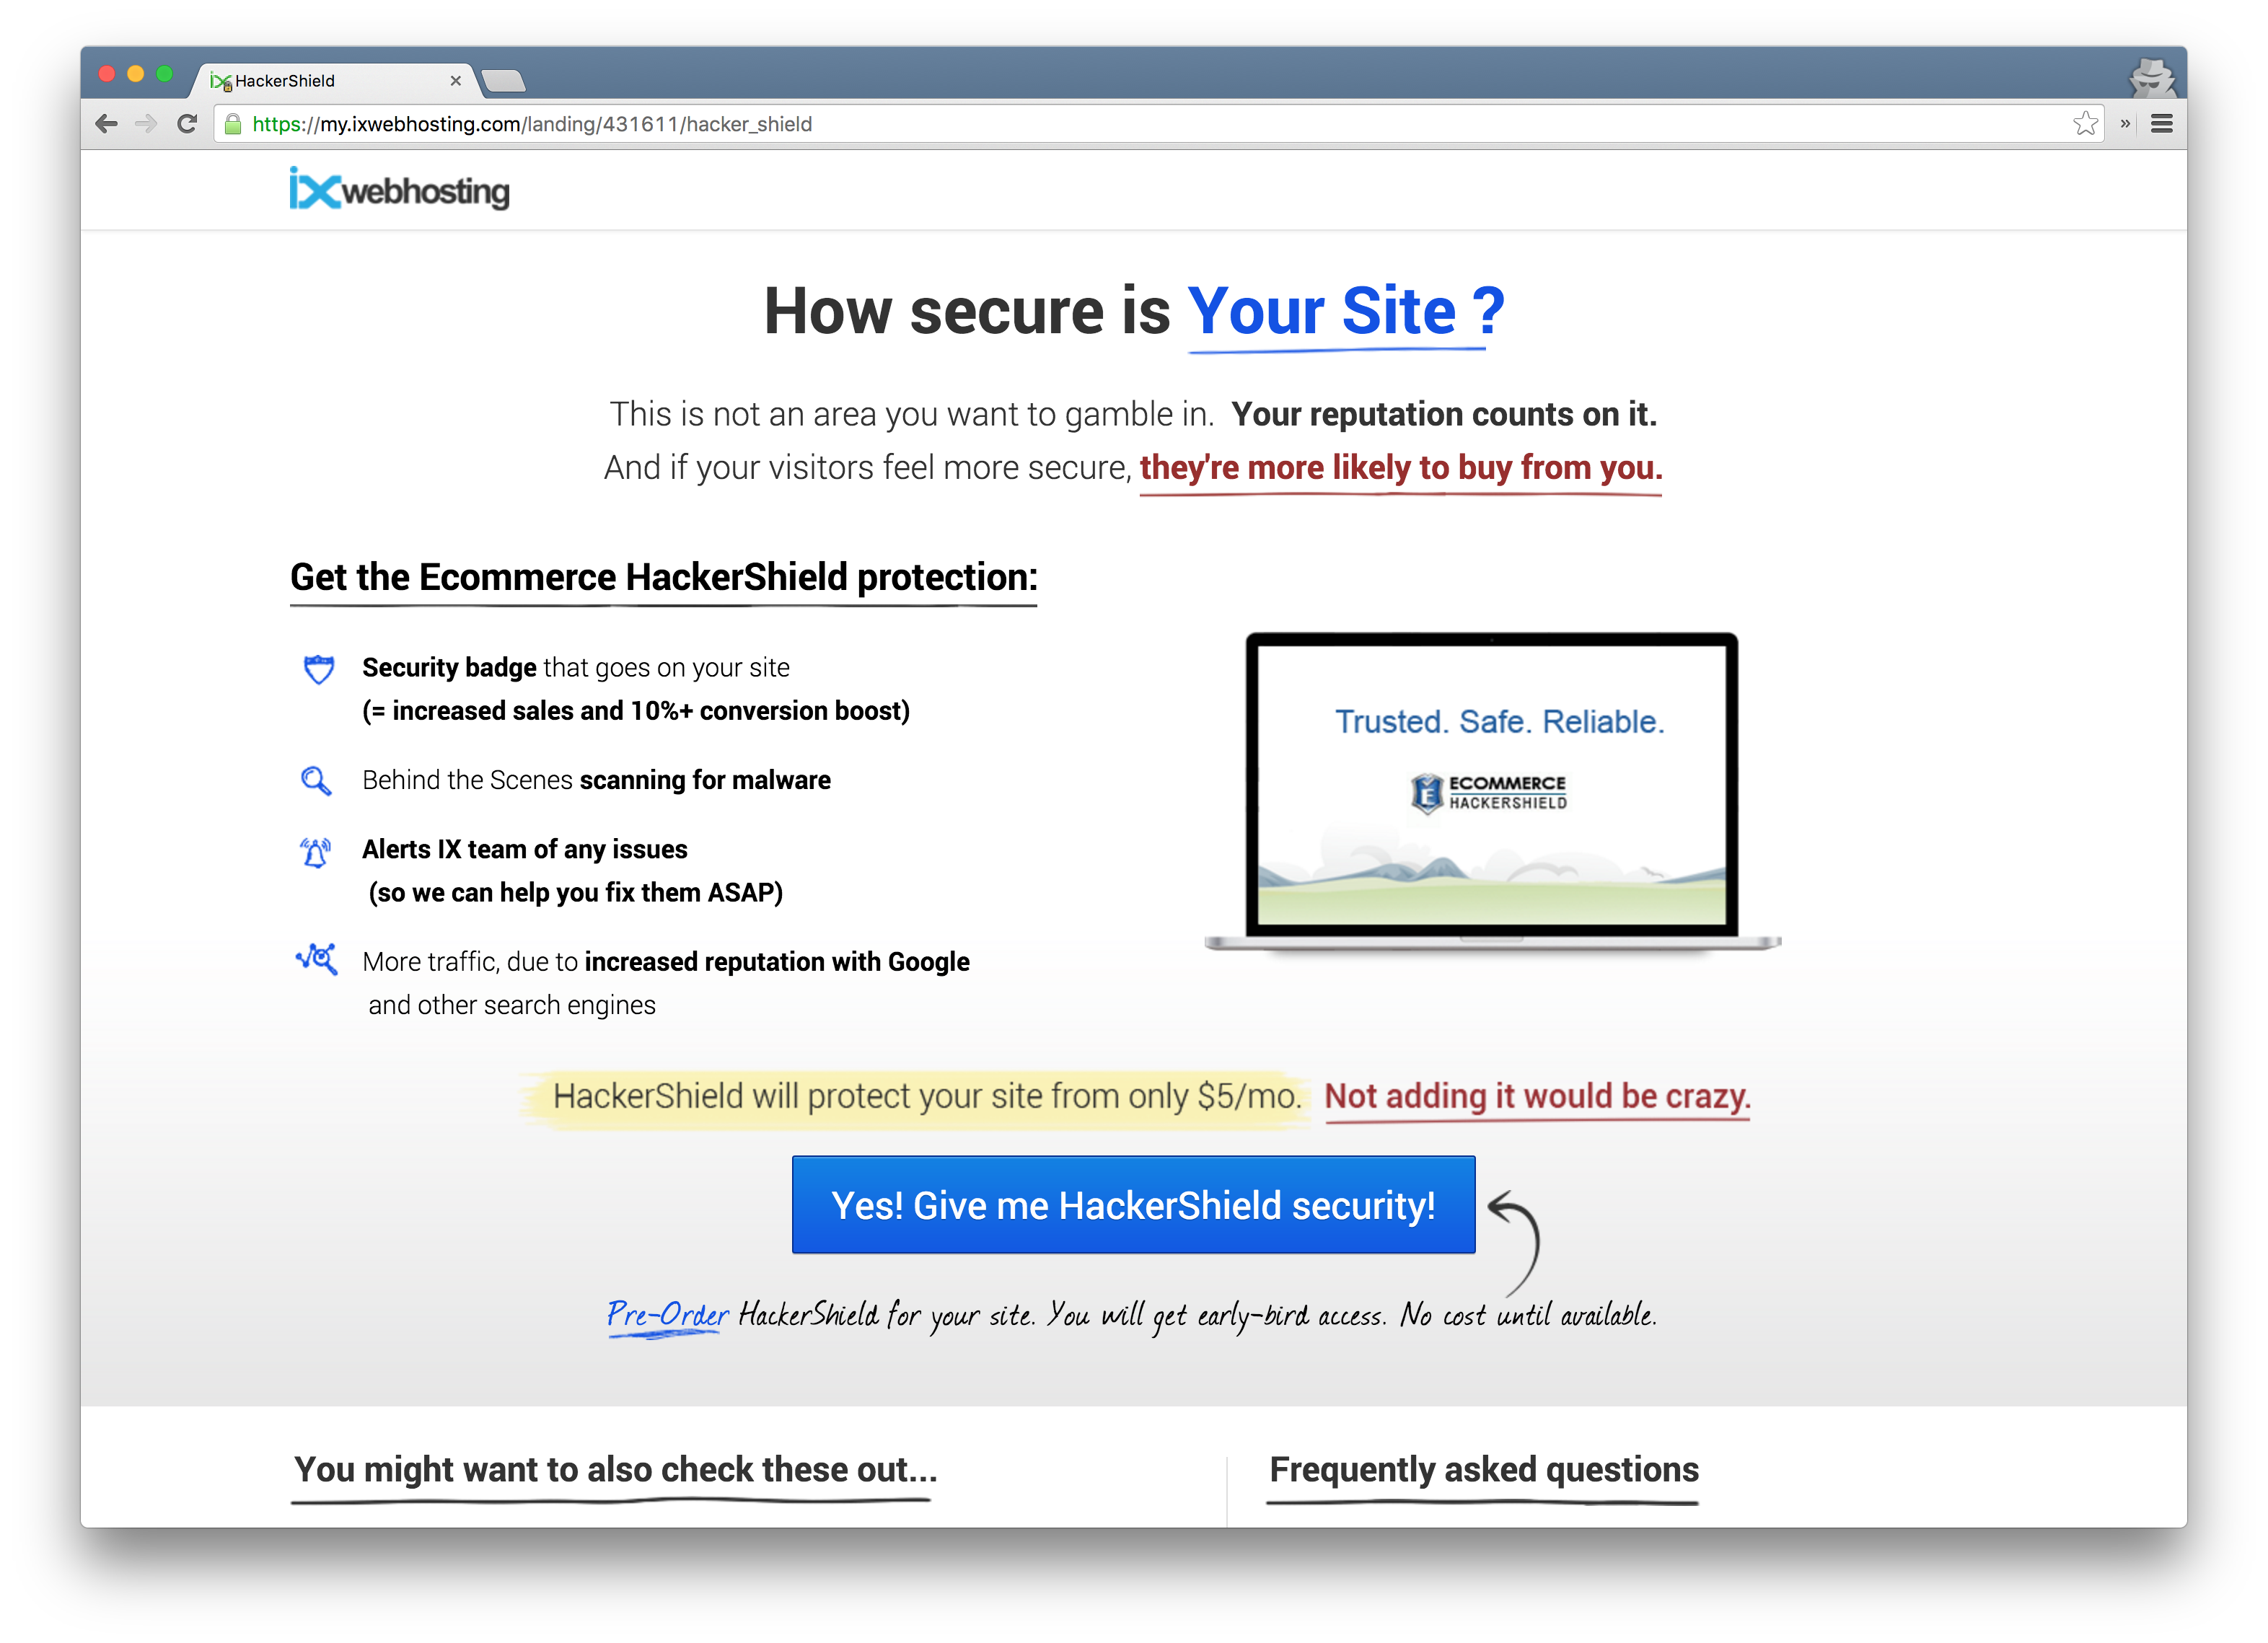 HackerShield
https://my.ixwebhosting.com/landing/431611/hacker_shield
ixwebhosting
How secure is Your Site ?
This is not an area you want to gamble in. Your reputation counts on it.
And if your visitors feel more secure, they're more likely to buy from you.
Get the Ecommerce HackerShield protection:
Security badge that goes on your site
(= increased sales and 10%+ conversion boost)
Behind the Scenes scanning for malware
Alerts IX team of any issues
(so we can help you fix them ASAP)
More traffic, due to increased reputation with Google
and other search engines
Trusted. Safe. Reliable.
ECOMMERCE
HACKERSHIELD
HackerShield will protect your site from only $5/mo. Not adding it would be crazy.
Yes! Give me HackerShield security!
Pre-Order HackerShield for your site. You will get early-bird access. No cost until available.
You might want to also check these out...
Frequently asked questions